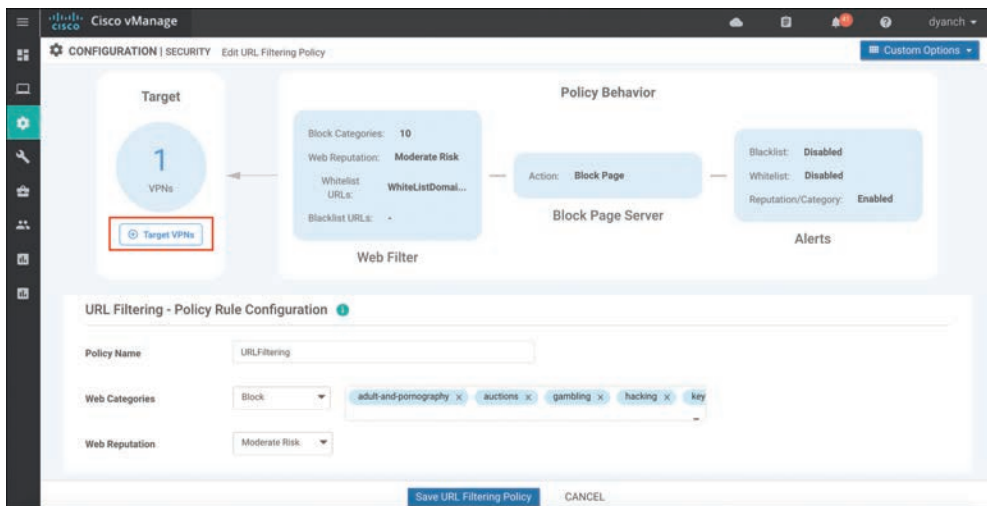 cisco Cisco vManage dyanch
CONFIGURATION | SECURITY Edit URL Filtering Policy Custom Options
Target
1
VPNs
Target VPNs
Policy Behavior
Block Categories: 10
Web Reputation: Moderate Risk
Whitelist URLs: WhiteListDomai...
Blacklist URLs: -
Web Filter
Action: Block Page
Block Page Server
Blacklist: Disabled
Whitelist: Disabled
Reputation/Category: Enabled
Alerts
URL Filtering - Policy Rule Configuration
Policy Name URLFiltering
Web Categories Block adult-and-pornography x auctions x gambling x hacking x key
Web Reputation Moderate Risk
Save URL Filtering Policy CANCEL